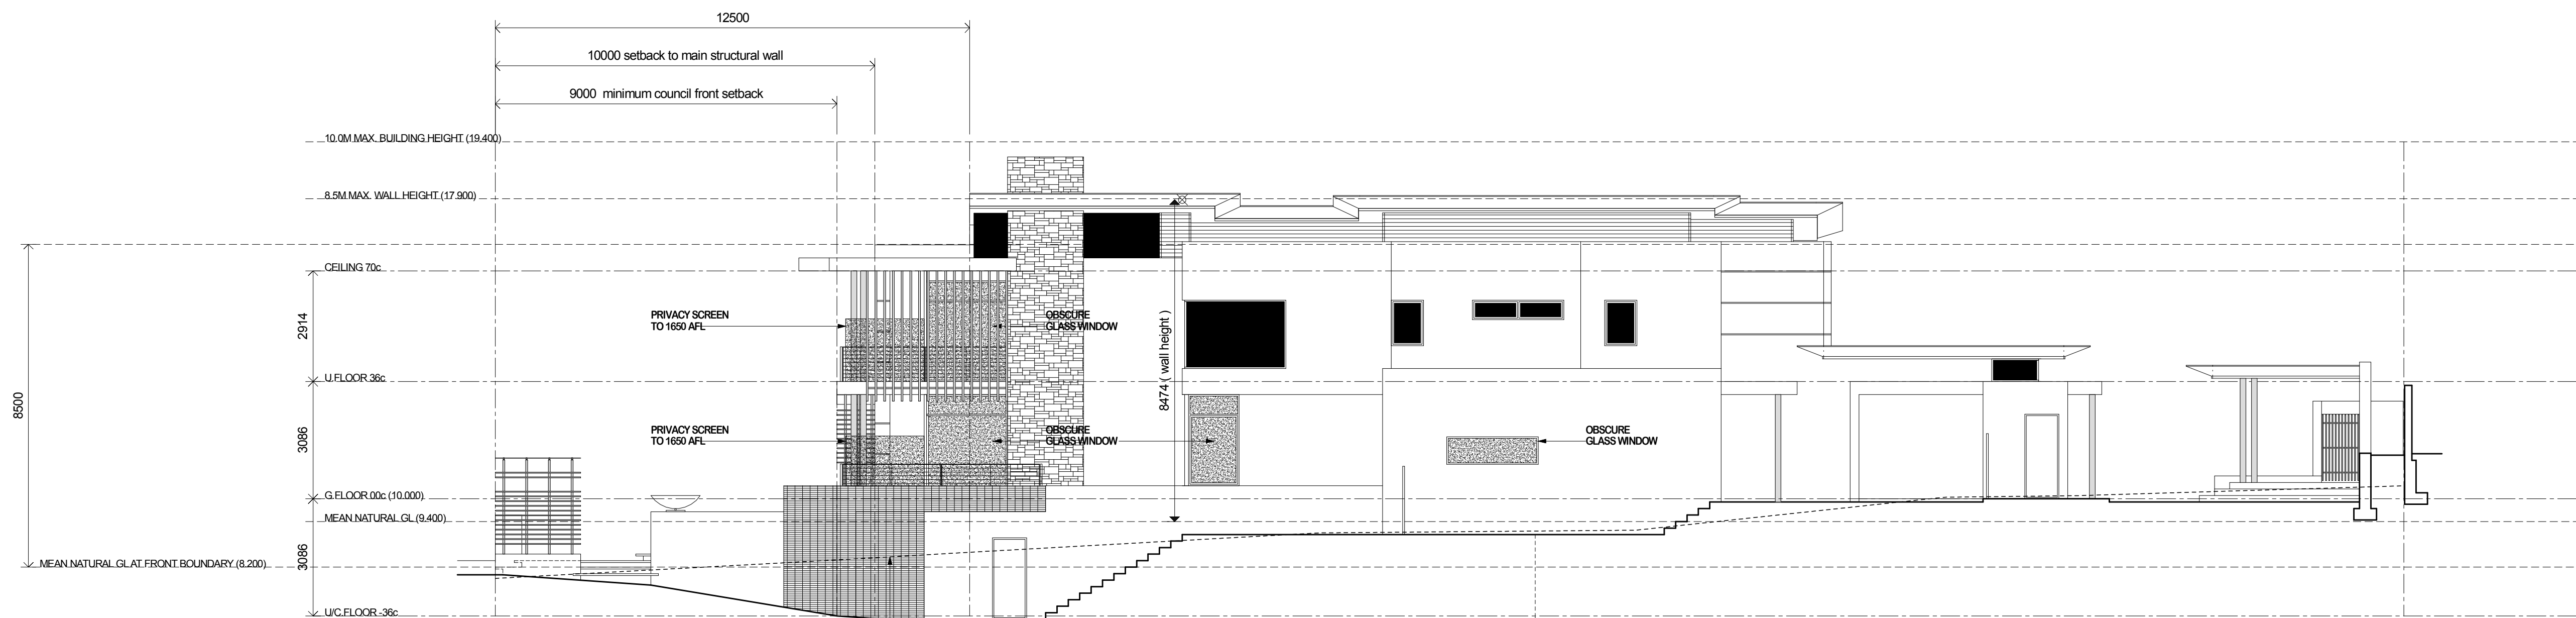 12500
10000 setback to main structural wall
9000 minimum council front setback
10.0M MAX. BUILDING HEIGHT (19.400)
8.5M MAX. WALL HEIGHT (17.900)
CEILING 70c
2914
PRIVACY SCREEN
TO 1650 AFL
OBSCURE
GLASS WINDOW
8474 ( wall height )
U.FLOOR 36c
8500
3086
PRIVACY SCREEN
TO 1650 AFL
OBSCURE
GLASS WINDOW
OBSCURE
GLASS WINDOW
G.FLOOR 00c (10.000)
MEAN NATURAL GL (9.400)
3086
MEAN NATURAL GL AT FRONT BOUNDARY (8.200)
U/C.FLOOR -36c